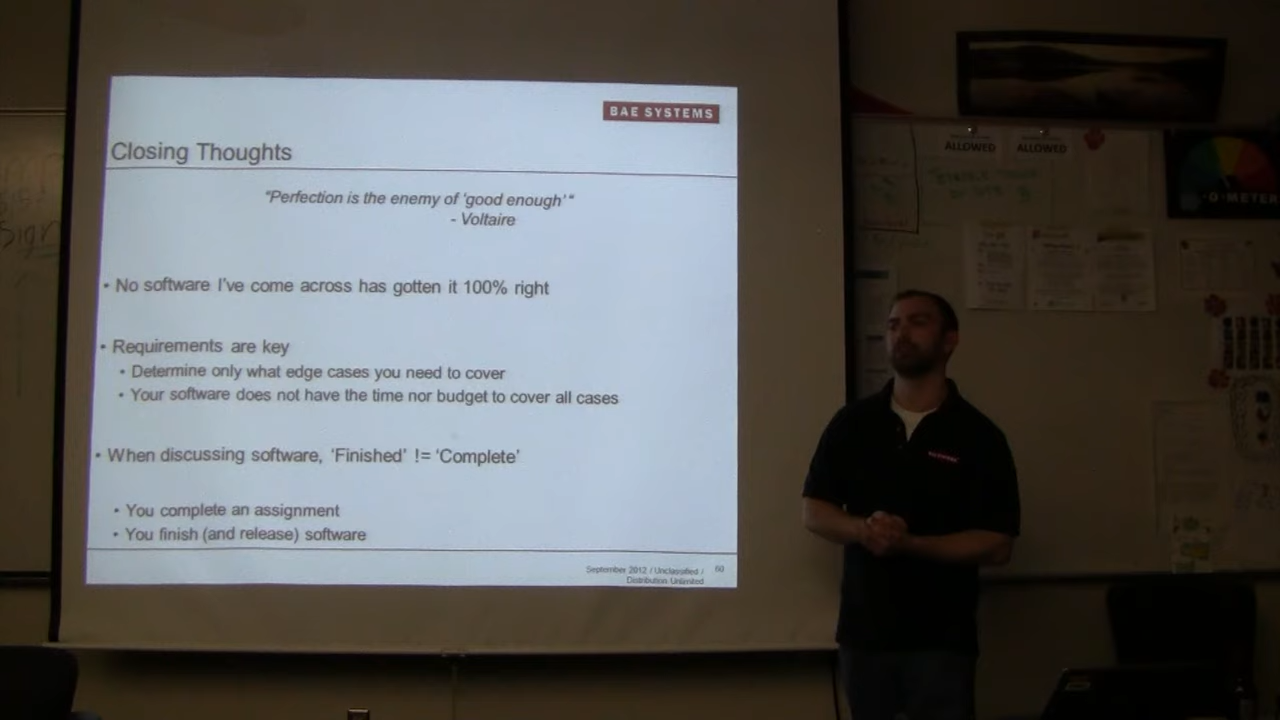 BAE SYSTEMS
Closing Thoughts
"Perfection is the enemy of 'good enough'"
- Voltaire
• No software I've come across has gotten it 100% right
• Requirements are key
• Determine only what edge cases you need to cover
• Your software does not have the time nor budget to cover all cases
• When discussing software, 'Finished' != 'Complete'
• You complete an assignment
• You finish (and release) software
September 2012 / Unclassified / 60
Distribution Unlimited
ALLOWED
ALLOWED
-O-METER
Sign